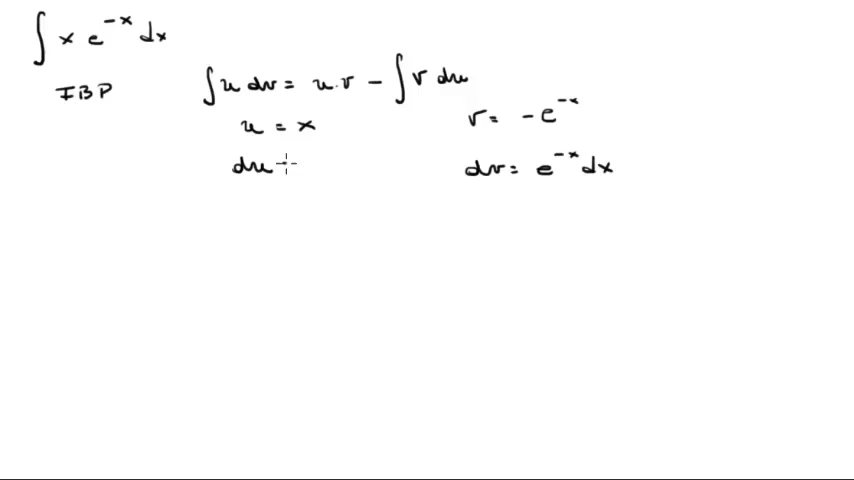 ∫ x e^{-x} dx
IBP ∫ u dv = u·v - ∫ v du
u = x v = -e^{-x}
du - dv = e^{-x} dx